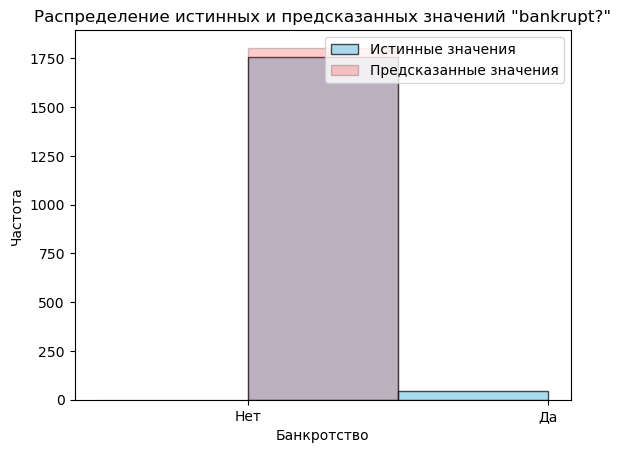 Распределение истинных и предсказанных значений "bankrupt?"
Истинные значения
Предсказанные значения
Частота
1750
1500
1250
1000
750
500
250
0
Нет
Да
Банкротство